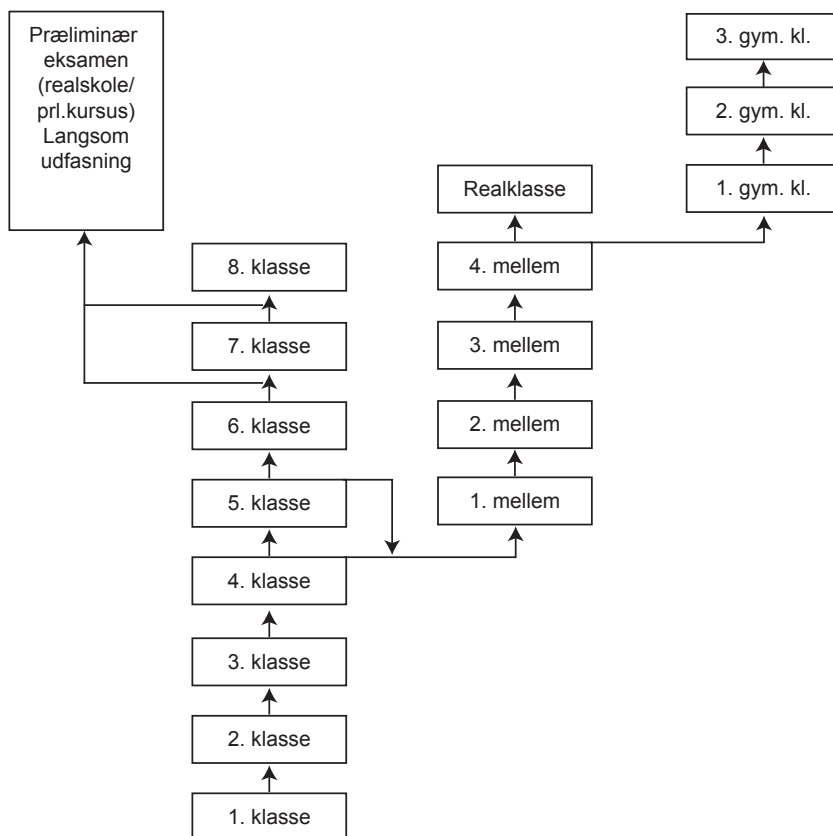 Præliminær
eksamen
(realskole/
prl.kursus)
Langsom
udfasning
3. gym. kl.
2. gym. kl.
1. gym. kl.
Realklasse
4. mellem
3. mellem
2. mellem
1. mellem
8. klasse
7. klasse
6. klasse
5. klasse
4. klasse
3. klasse
2. klasse
1. klasse